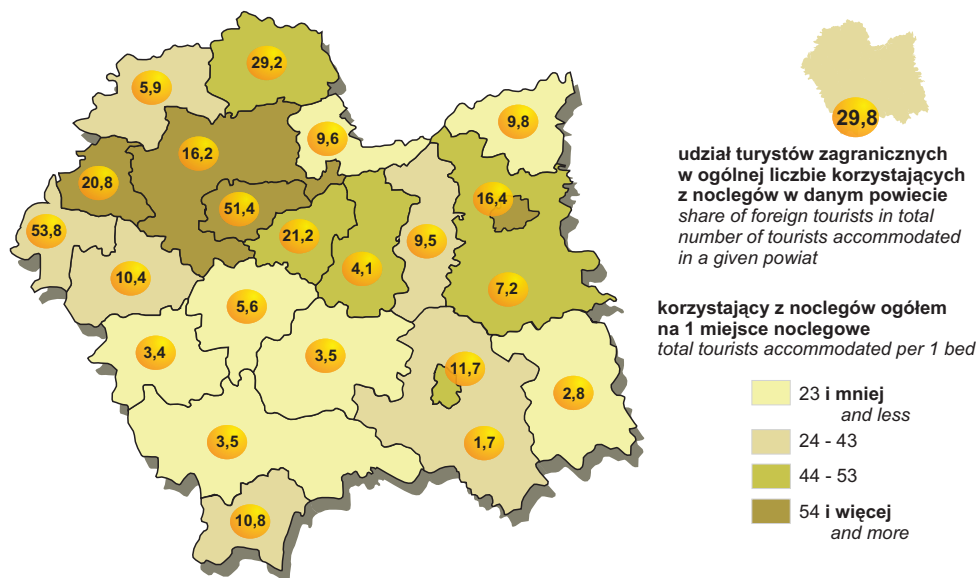 29,2
5,9
9,8
9,6
16,2
20,8
16,4
51,4
53,8
21,2
9,5
4,1
10,4
7,2
5,6
3,4
3,5
11,7
2,8
3,5
1,7
10,8
29,8
udział turystów zagranicznych
w ogólnej liczbie korzystających
z noclegów w danym powiecie
share of foreign tourists in total
number of tourists accommodated
in a given powiat
korzystający z noclegów ogółem
na 1 miejsce noclegowe
total tourists accommodated per 1 bed
23 i mniej
and less
24 - 43
44 - 53
54 i więcej
and more